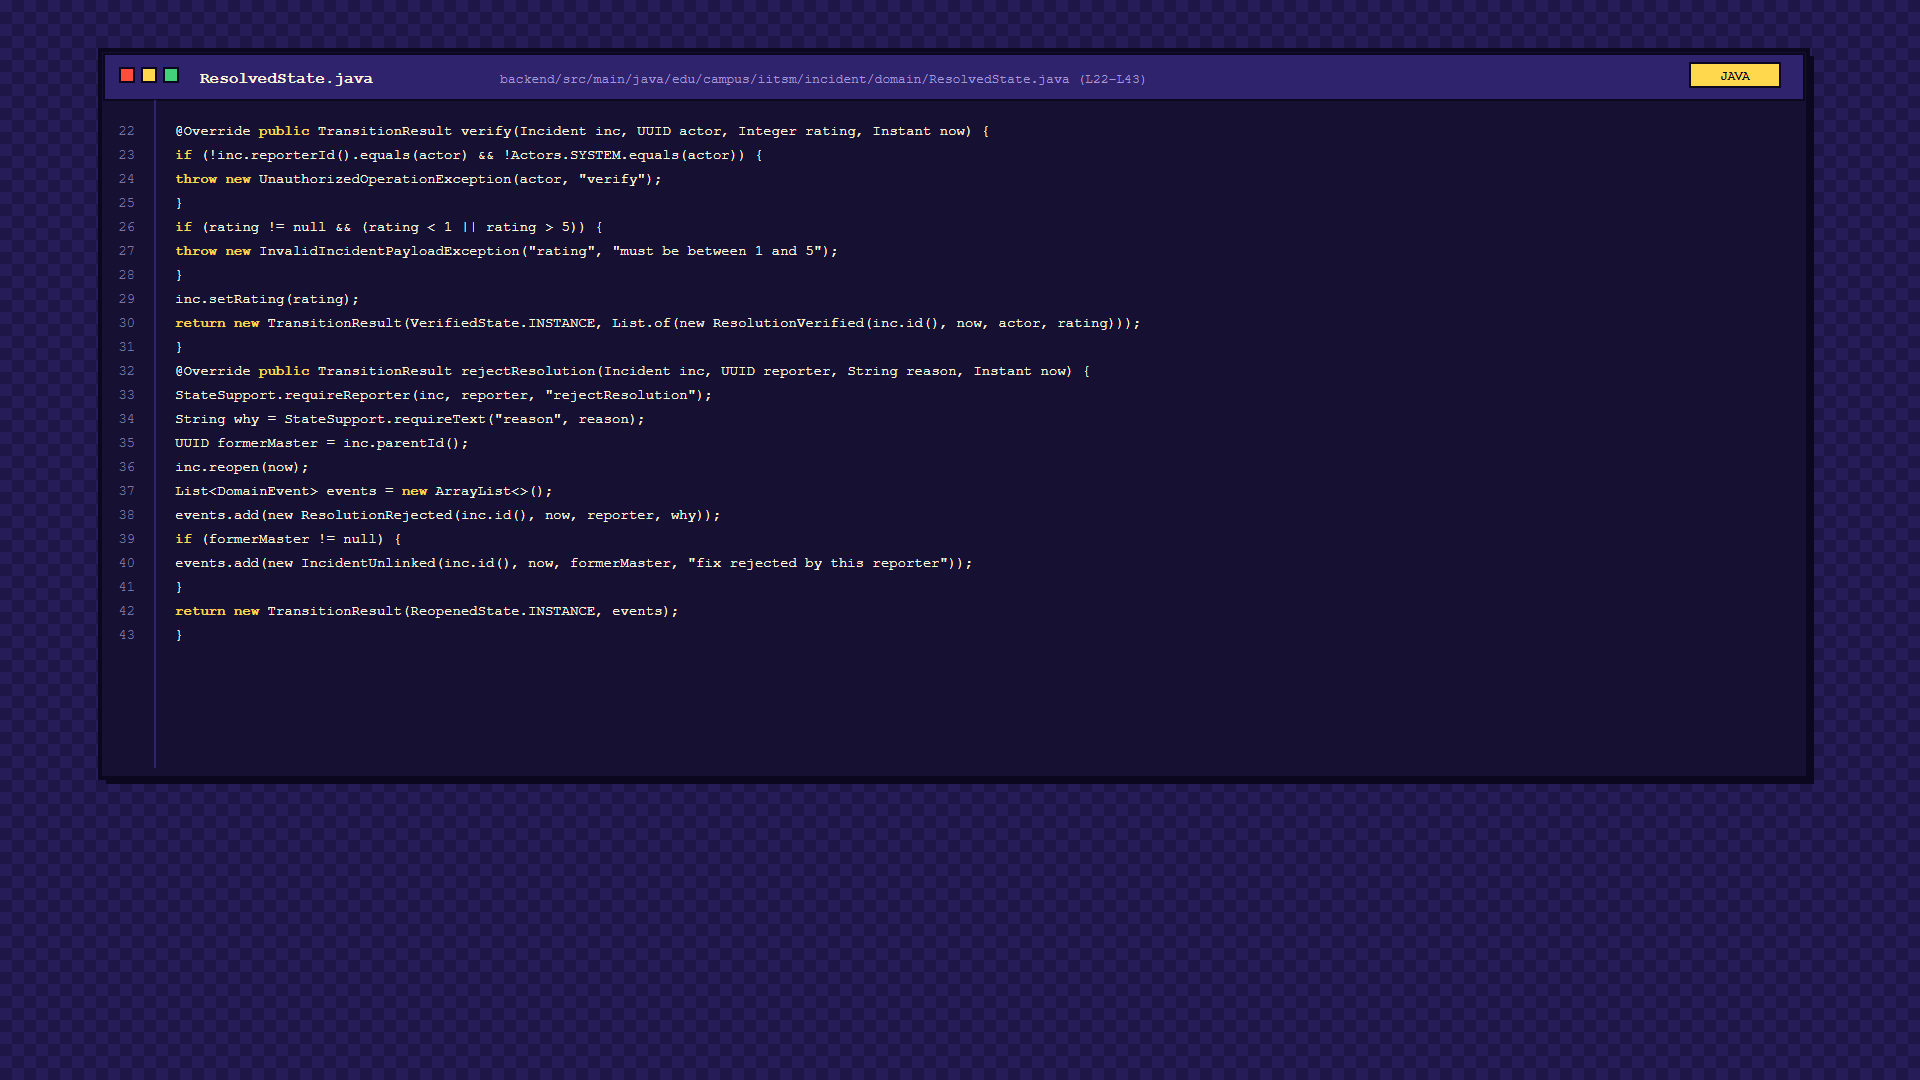 ResolvedState.java
backend/src/main/java/edu/campus/iitsm/incident/domain/ResolvedState.java (L22-L43)
JAVA
22 @Override public TransitionResult verify(Incident inc, UUID actor, Integer rating, Instant now) {
23 if (!inc.reporterId().equals(actor) && !Actors.SYSTEM.equals(actor)) {
24 throw new UnauthorizedOperationException(actor, "verify");
25 }
26 if (rating != null && (rating < 1 || rating > 5)) {
27 throw new InvalidIncidentPayloadException("rating", "must be between 1 and 5");
28 }
29 inc.setRating(rating);
30 return new TransitionResult(VerifiedState.INSTANCE, List.of(new ResolutionVerified(inc.id(), now, actor, rating)));
31 }
32 @Override public TransitionResult rejectResolution(Incident inc, UUID reporter, String reason, Instant now) {
33 StateSupport.requireReporter(inc, reporter, "rejectResolution");
34 String why = StateSupport.requireText("reason", reason);
35 UUID formerMaster = inc.parentId();
36 inc.reopen(now);
37 List<DomainEvent> events = new ArrayList<>();
38 events.add(new ResolutionRejected(inc.id(), now, reporter, why));
39 if (formerMaster != null) {
40 events.add(new IncidentUnlinked(inc.id(), now, formerMaster, "fix rejected by this reporter"));
41 }
42 return new TransitionResult(ReopenedState.INSTANCE, events);
43 }